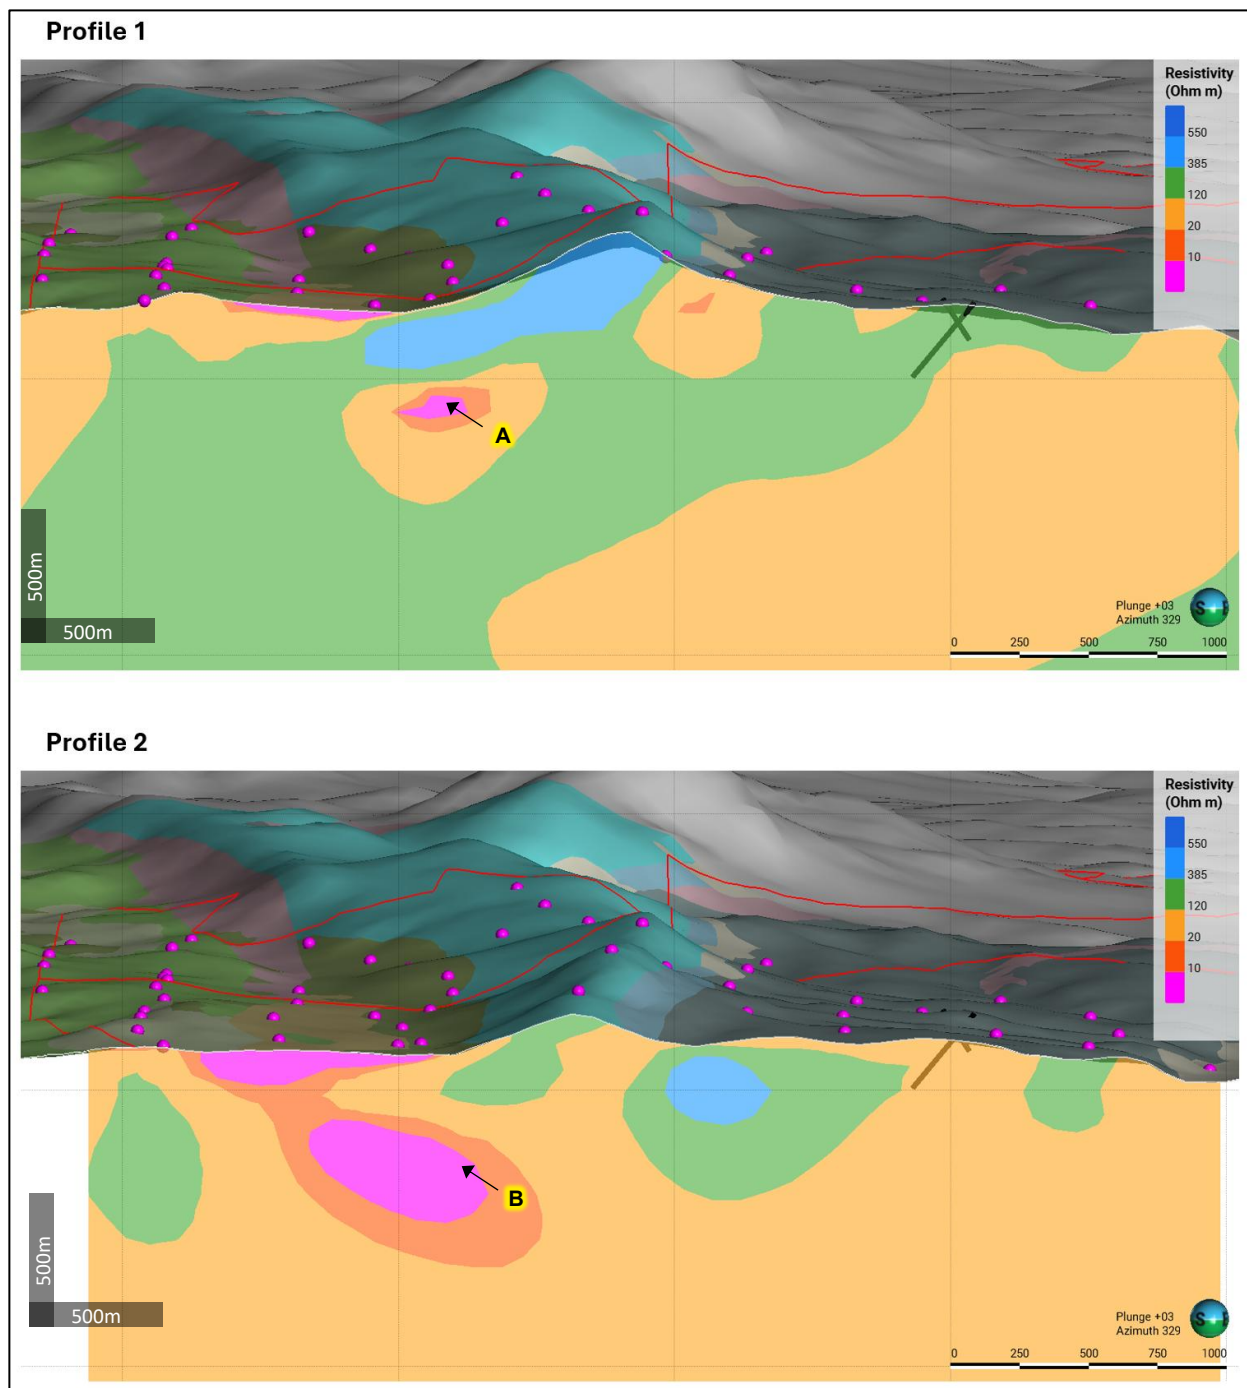 Profile 1
Resistivity
(Ohm m)
550
385
120
20
10
A
500m
500m
Plunge +03
Azimuth 329
S E
0 250 500 750 1000
Profile 2
Resistivity
(Ohm m)
550
385
120
20
10
B
500m
500m
Plunge +03
Azimuth 329
S E
0 250 500 750 1000